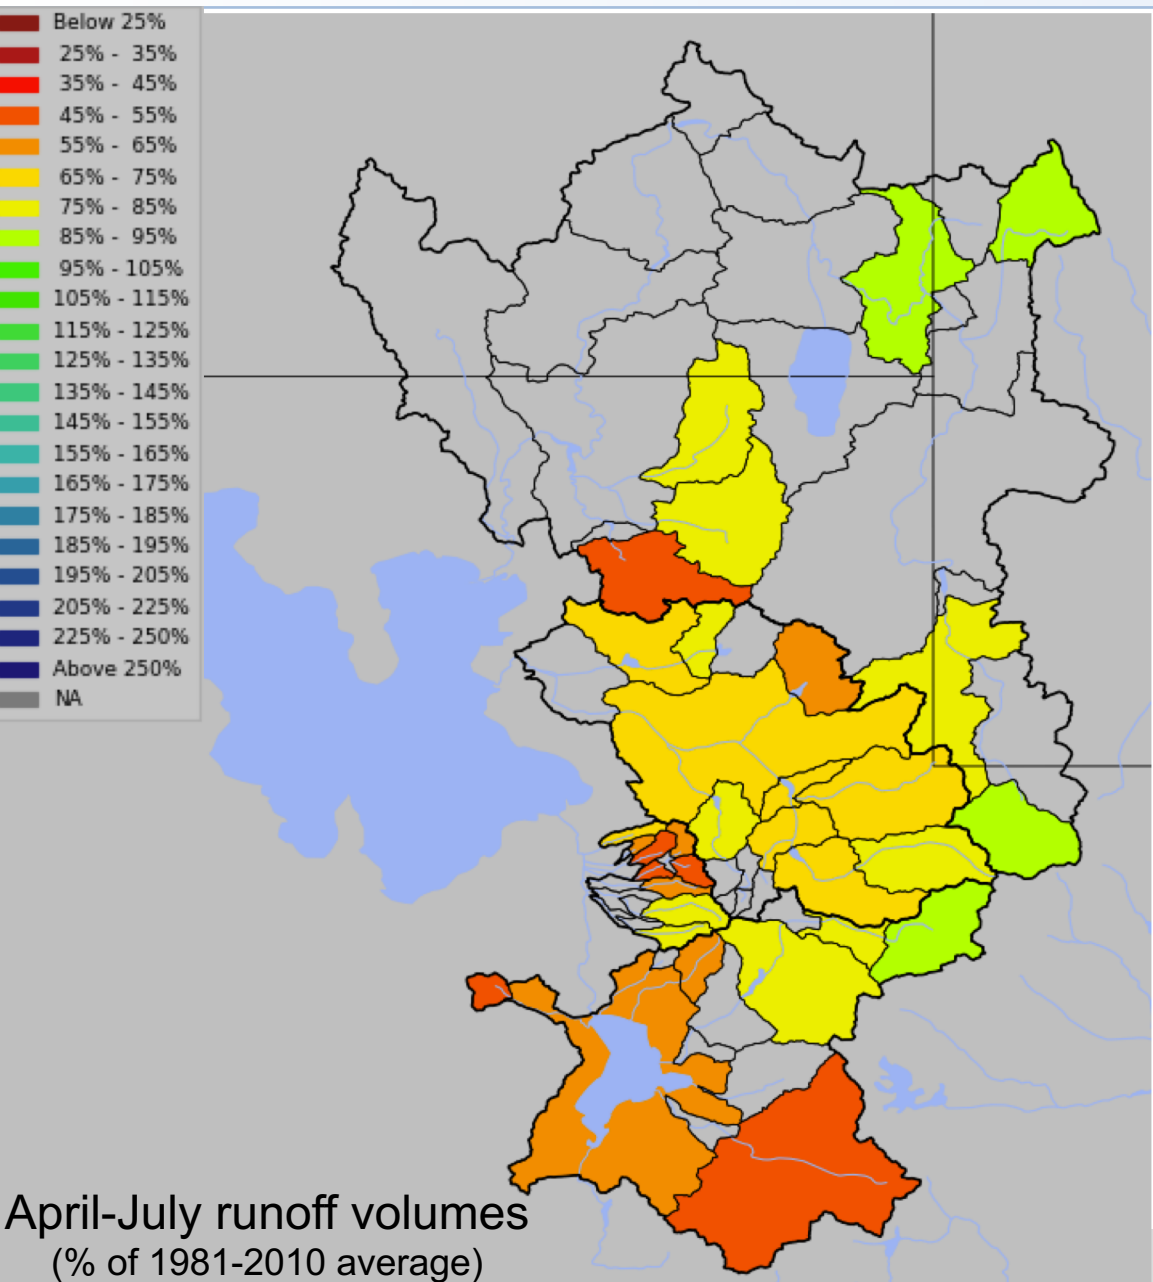 Below 25%
25% - 35%
35% - 45%
45% - 55%
55% - 65%
65% - 75%
75% - 85%
85% - 95%
95% - 105%
105% - 115%
115% - 125%
125% - 135%
135% - 145%
145% - 155%
155% - 165%
165% - 175%
175% - 185%
185% - 195%
195% - 205%
205% - 225%
225% - 250%
Above 250%
NA
April-July runoff volumes
(% of 1981-2010 average)